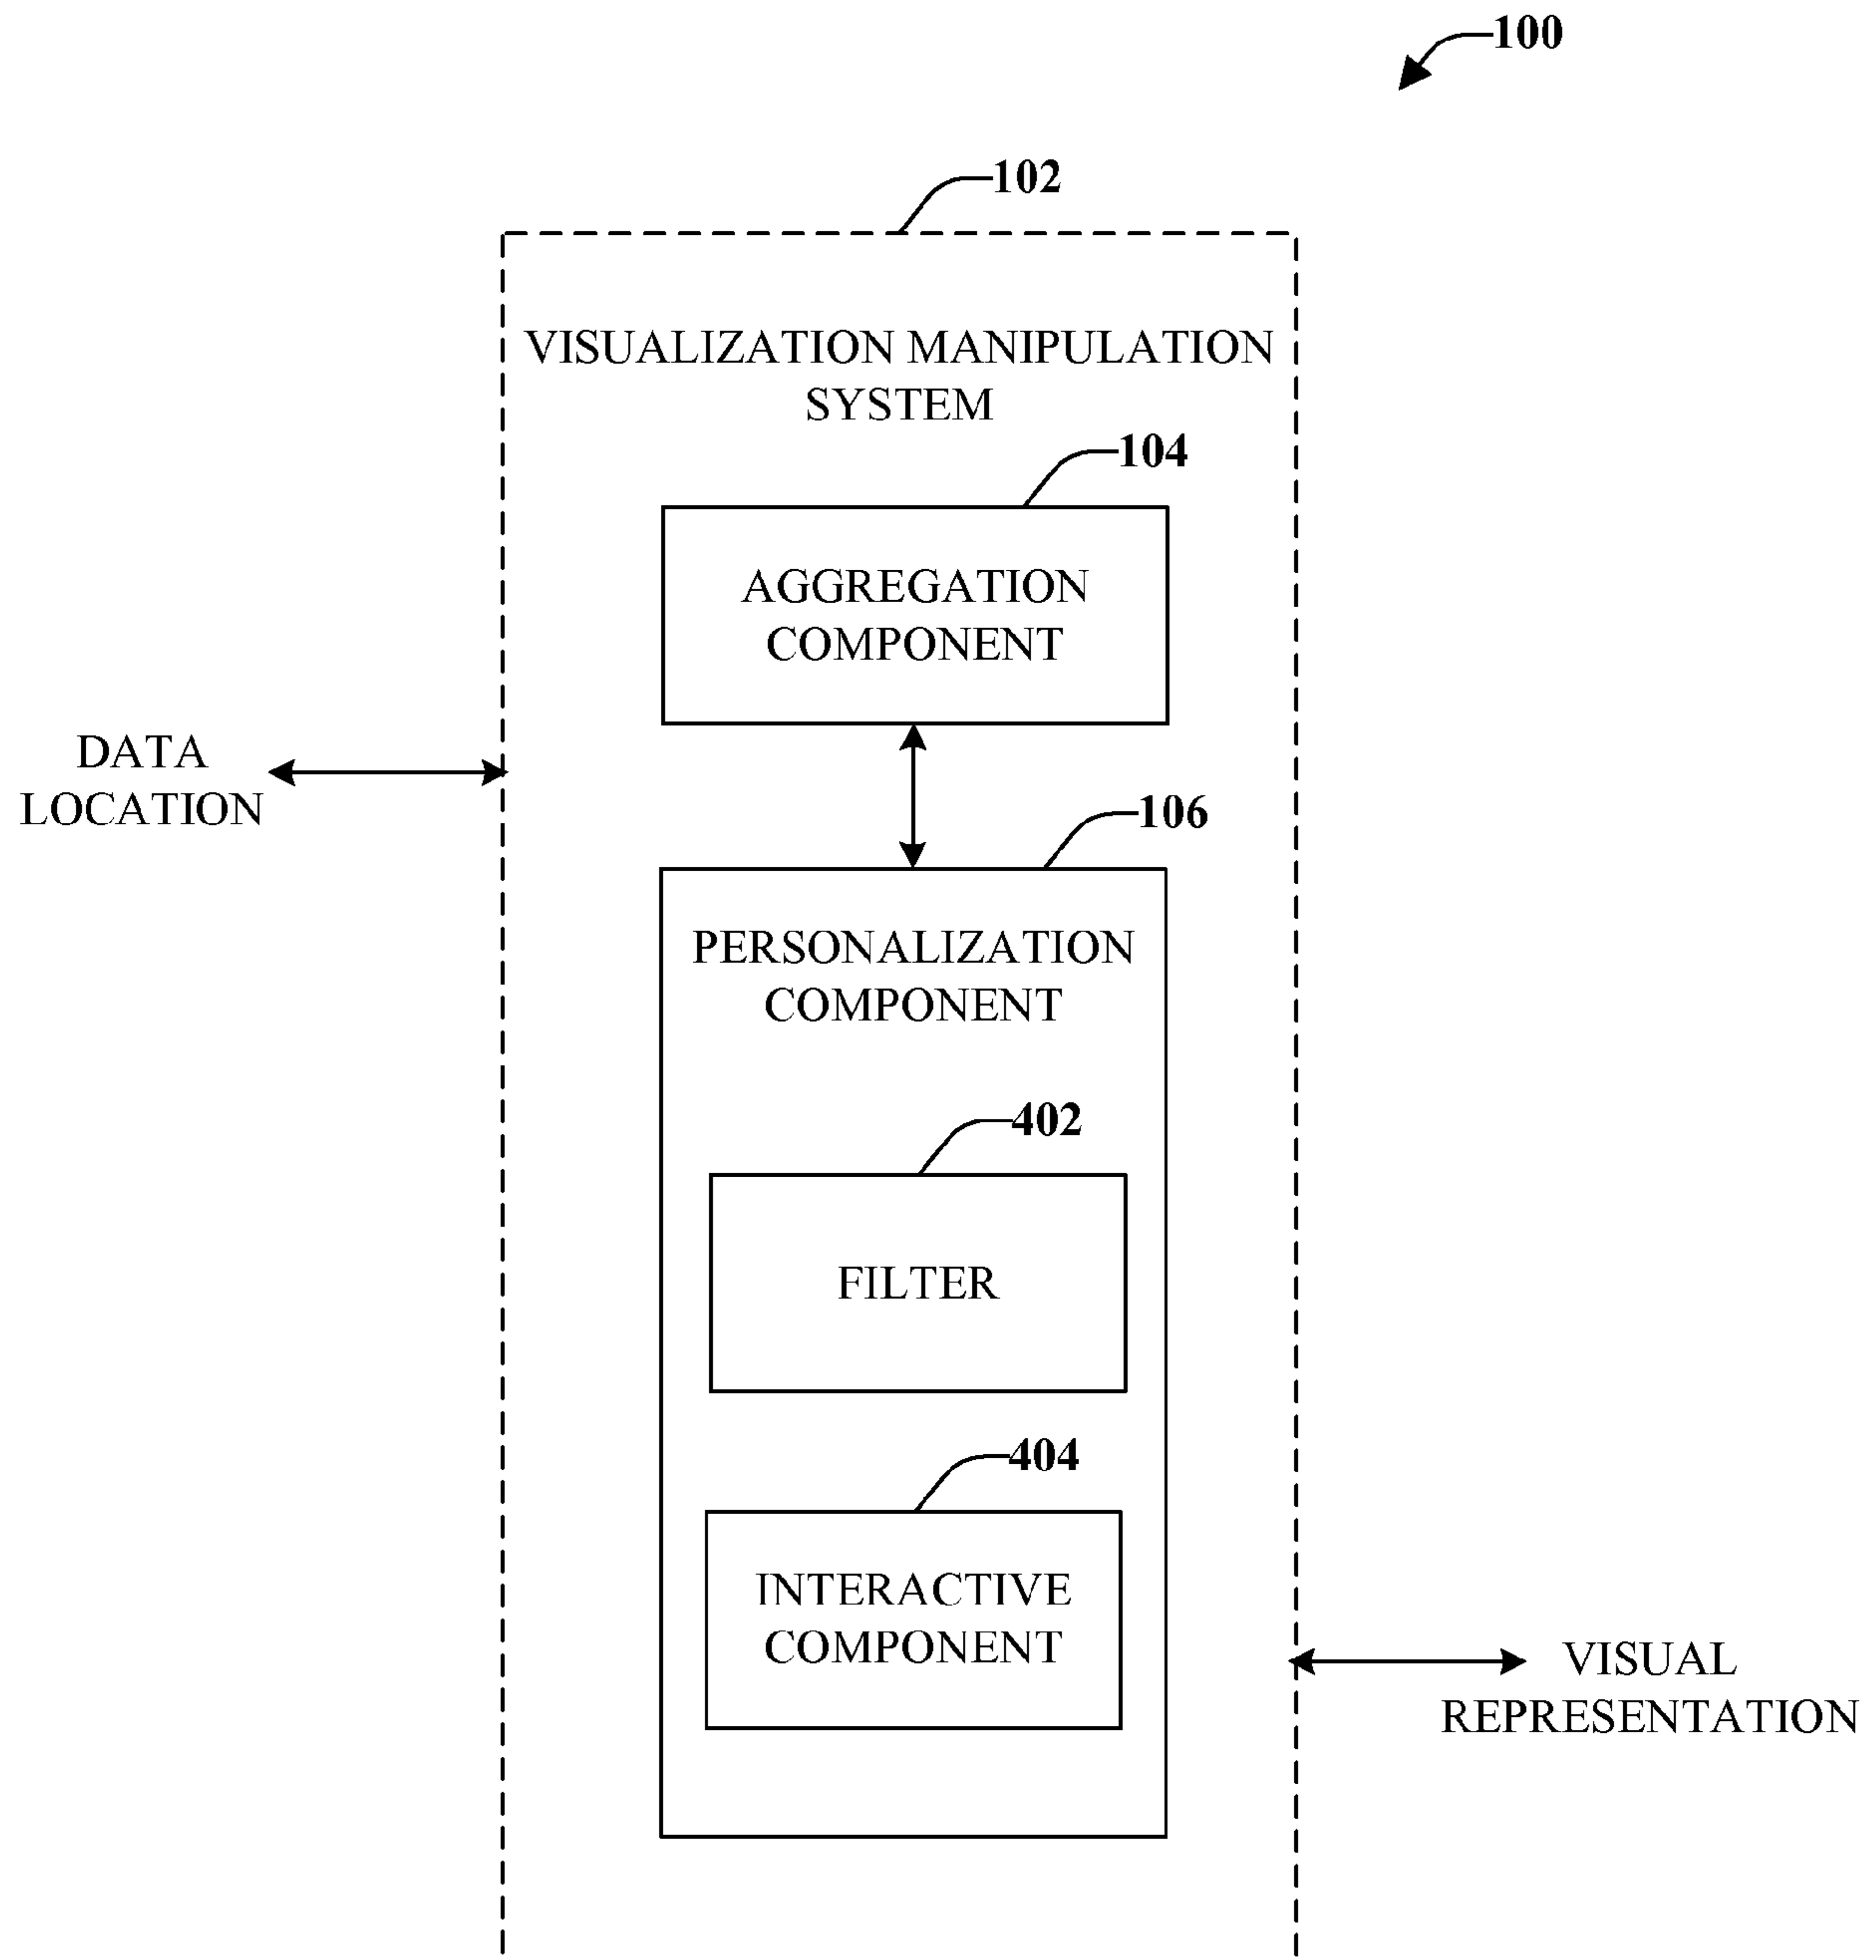 100
102
VISUALIZATION MANIPULATION
SYSTEM
104
AGGREGATION
COMPONENT
DATA
LOCATION
106
PERSONALIZATION
COMPONENT
402
FILTER
404
INTERACTIVE
COMPONENT
VISUAL
REPRESENTATION